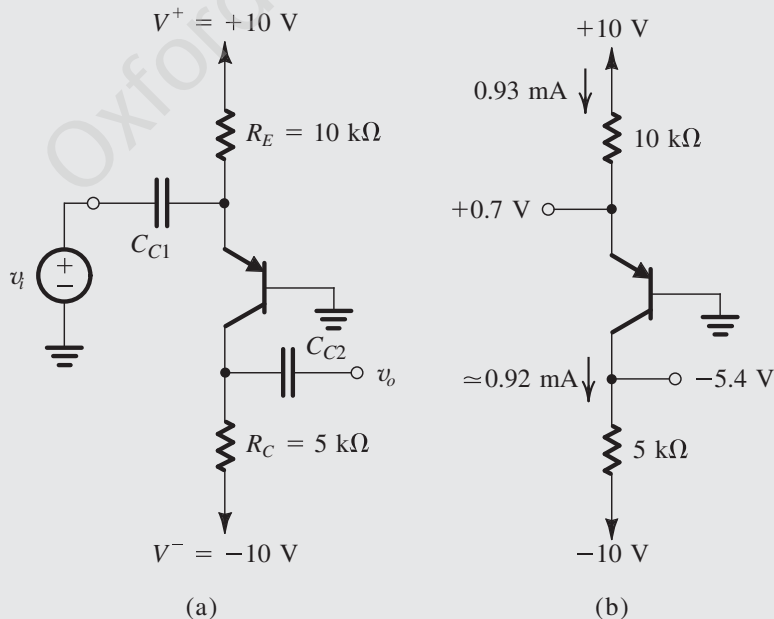 Oxford
V⁺ = +10 V
R_E = 10 kΩ
C_C1
v_i
+
−
C_C2
v_o
R_C = 5 kΩ
V⁻ = −10 V
(a)
+10 V
0.93 mA
10 kΩ
+0.7 V
≃0.92 mA
−5.4 V
5 kΩ
−10 V
(b)